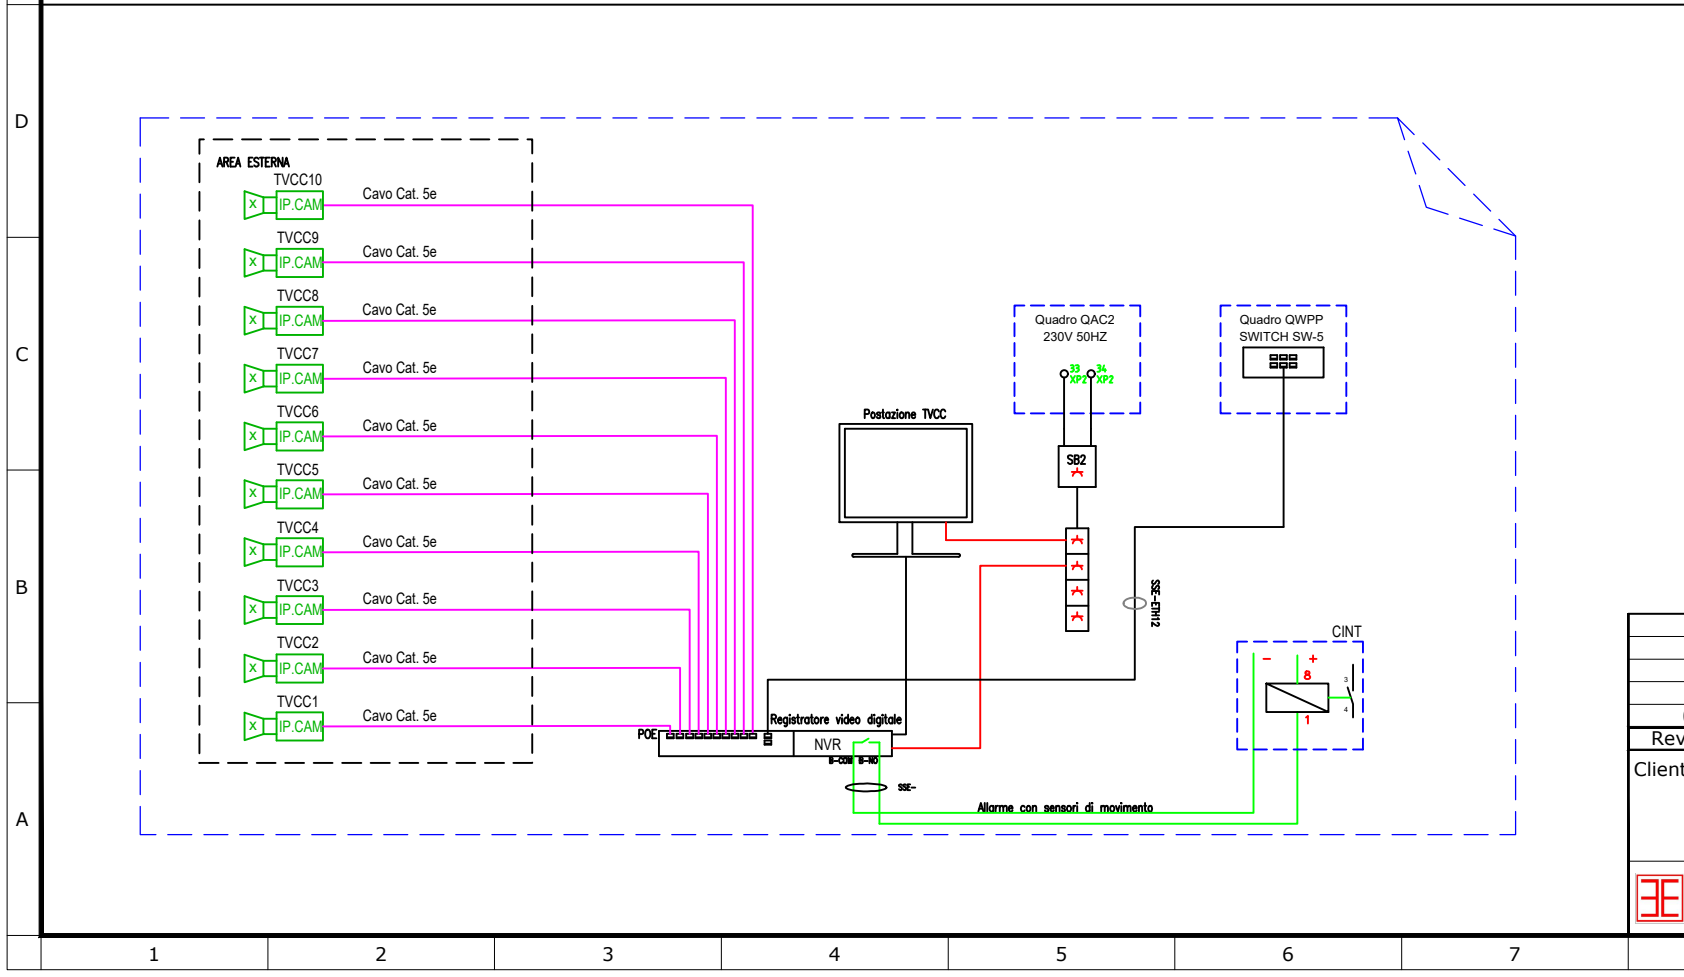 D
C
B
A
AREA ESTERNA
TVCC10
IP.CAM
X
Cavo Cat. 5e
TVCC9
IP.CAM
X
Cavo Cat. 5e
TVCC8
IP.CAM
X
Cavo Cat. 5e
TVCC7
IP.CAM
X
Cavo Cat. 5e
TVCC6
IP.CAM
X
Cavo Cat. 5e
TVCC5
IP.CAM
X
Cavo Cat. 5e
TVCC4
IP.CAM
X
Cavo Cat. 5e
TVCC3
IP.CAM
X
Cavo Cat. 5e
TVCC2
IP.CAM
X
Cavo Cat. 5e
TVCC1
IP.CAM
X
Cavo Cat. 5e
POE
Registratore video digitale
NVR
SSE-
Allarme con sensori di movimento
Postazione TVCC
Quadro QAC2
230V 50HZ
33
XP2
34
XP2
SB2
Quadro QWPP
SWITCH SW-5
SSE-ETH12
CINT
- +
8
1
3
4
Rev
Client
1 2 3 4 5 6 7